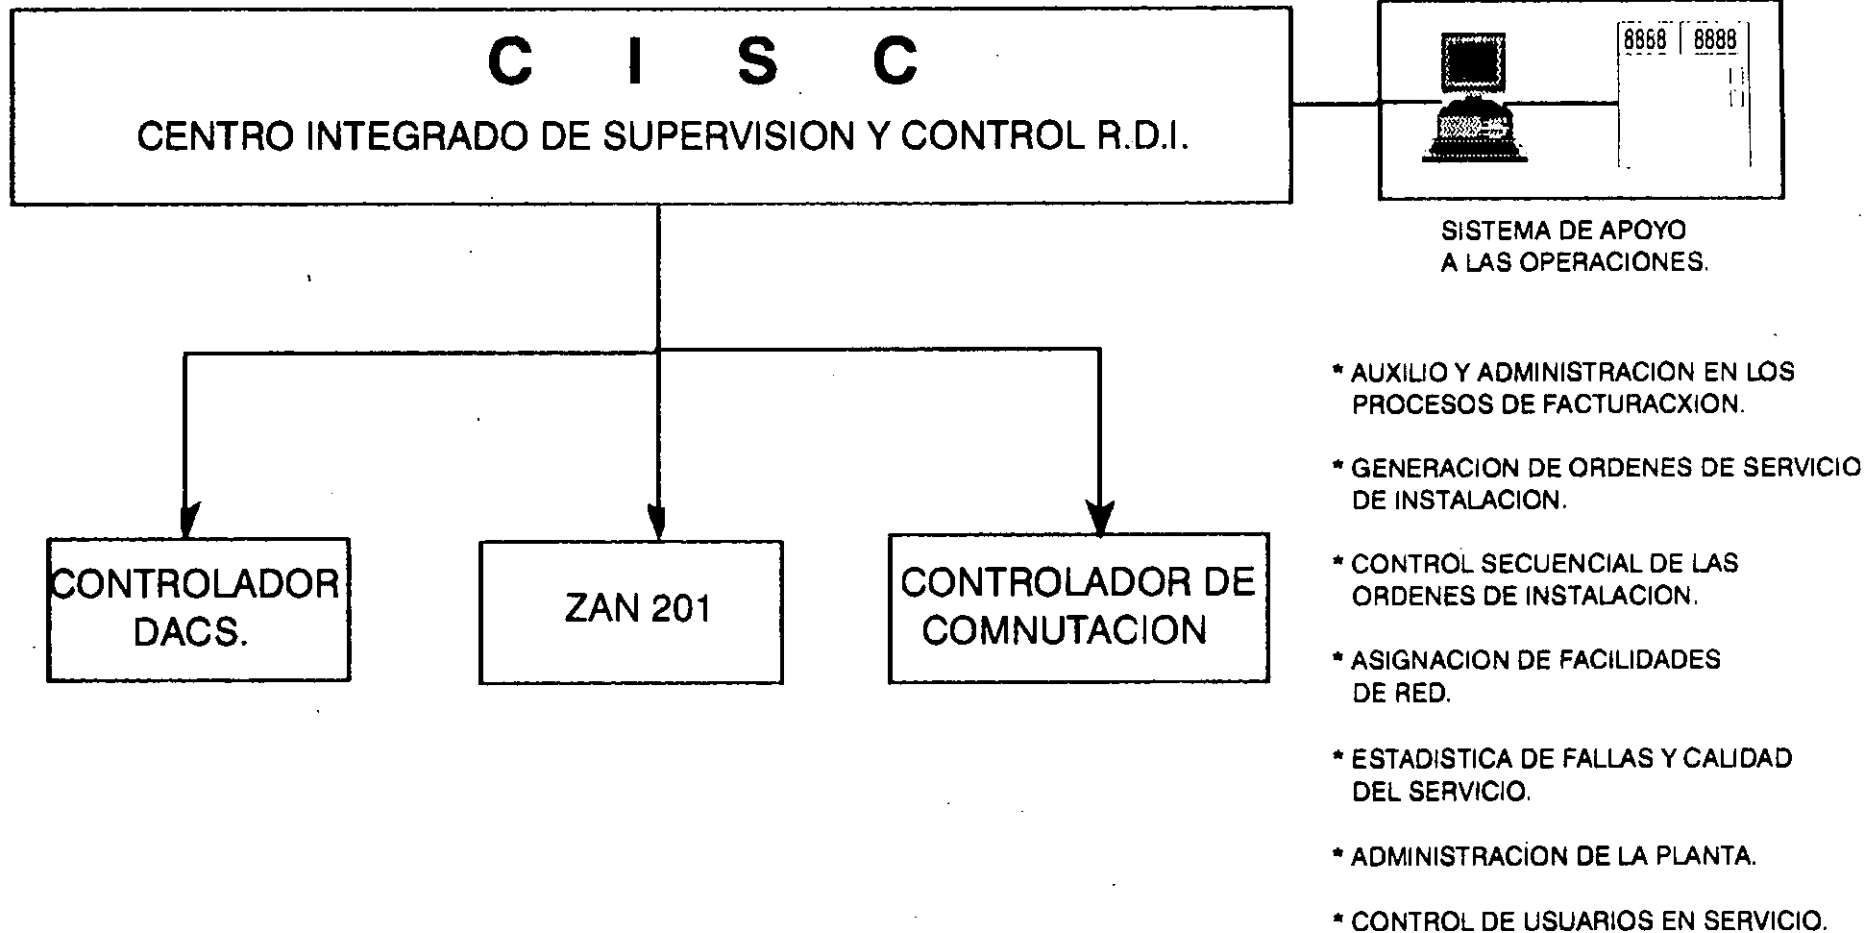 C I S C
CENTRO INTEGRADO DE SUPERVISION Y CONTROL R.D.I.
8868 8888
SISTEMA DE APOYO
A LAS OPERACIONES.
CONTROLADOR
DACS.
ZAN 201
CONTROLADOR DE
COMNUTACION
* AUXILIO Y ADMINISTRACION EN LOS
PROCESOS DE FACTURACXION.
* GENERACION DE ORDENES DE SERVICIO
DE INSTALACION.
* CONTROL SECUENCIAL DE LAS
ORDENES DE INSTALACION.
* ASIGNACION DE FACILIDADES
DE RED.
* ESTADISTICA DE FALLAS Y CALIDAD
DEL SERVICIO.
* ADMINISTRACION DE LA PLANTA.
* CONTROL DE USUARIOS EN SERVICIO.